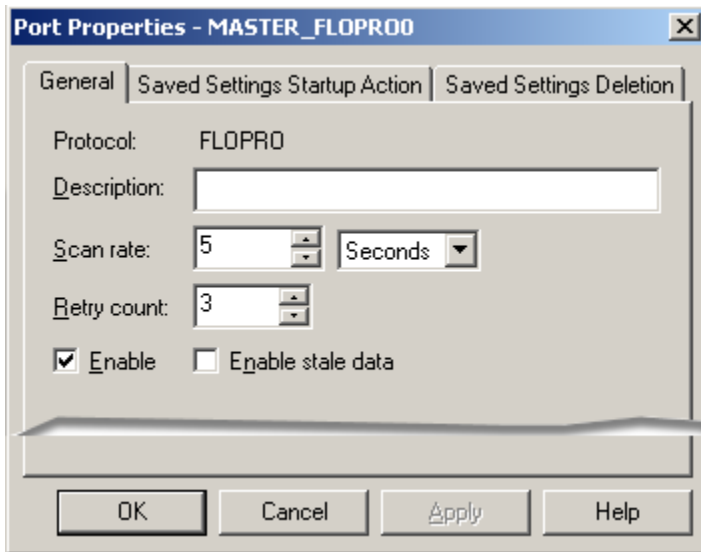 Port Properties - MASTER_FLOPRO0
General Saved Settings Startup Action Saved Settings Deletion
Protocol: FLOPRO
Description:
Scan rate: 5 Seconds
Retry count: 3
Enable Enable stale data
OK Cancel Apply Help